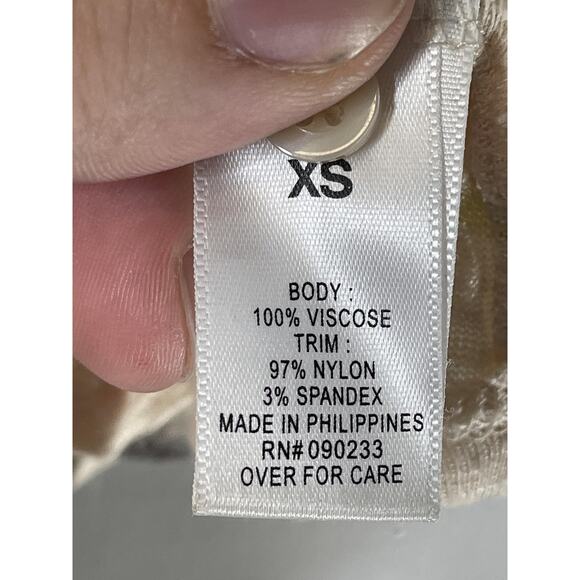 XS
BODY :
100% VISCOSE
TRIM :
97% NYLON
3% SPANDEX
MADE IN PHILIPPINES
RN# 090233
OVER FOR CARE